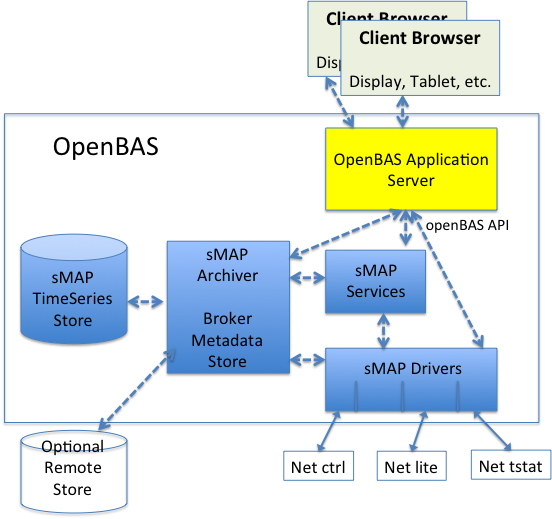 Client Browser
Client Browser
Disp
Display, Tablet, etc.
OpenBAS
OpenBAS Application
Server
openBAS API
sMAP
TimeSeries
Store
sMAP
Archiver
Broker
Metadata
Store
sMAP
Services
sMAP Drivers
Optional
Remote
Store
Net ctrl
Net lite
Net tstat